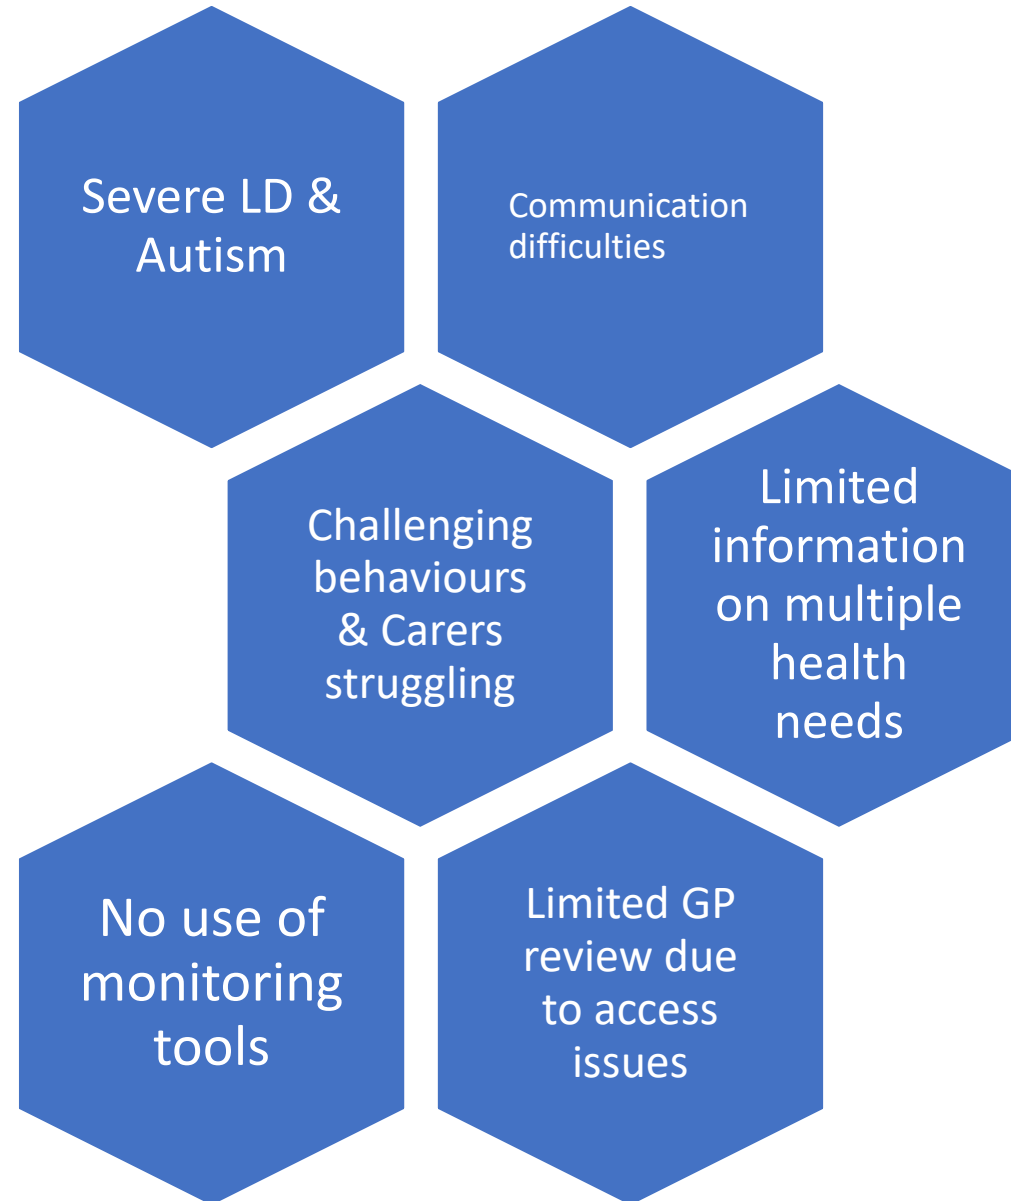 Severe LD &
Autism
Communication
difficulties
Challenging
behaviours
& Carers
struggling
Limited
information
on multiple
health
needs
No use of
monitoring
tools
Limited GP
review due
to access
issues